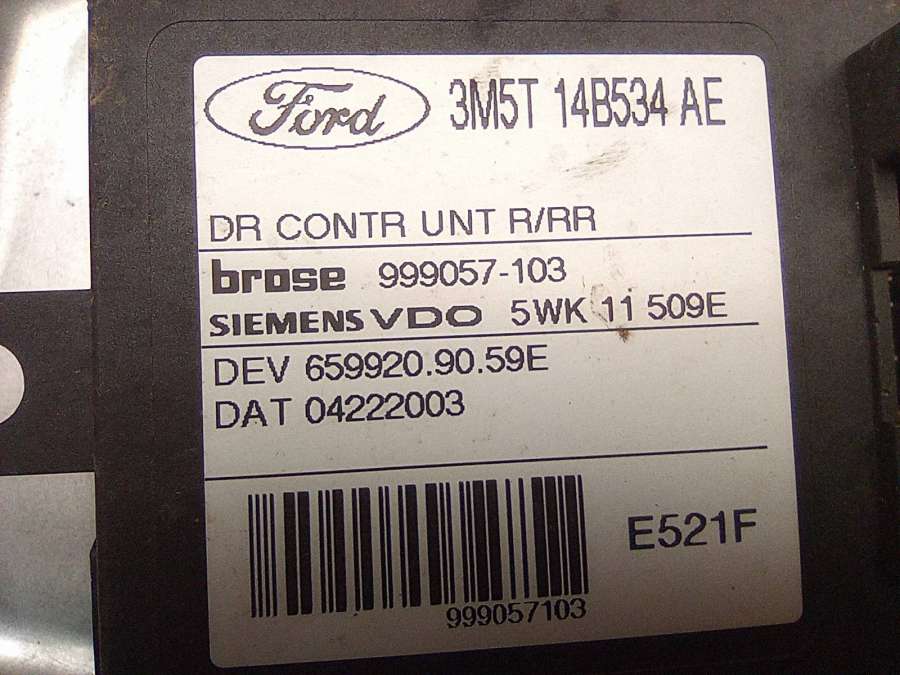 Ford 3M5T 14B534 AE
DR CONTR UNT R/RR
brose 999057-103
SIEMENS VDO 5WK 11 509E
DEV 659920.90.59E
DAT 04222003
E521F
999057103